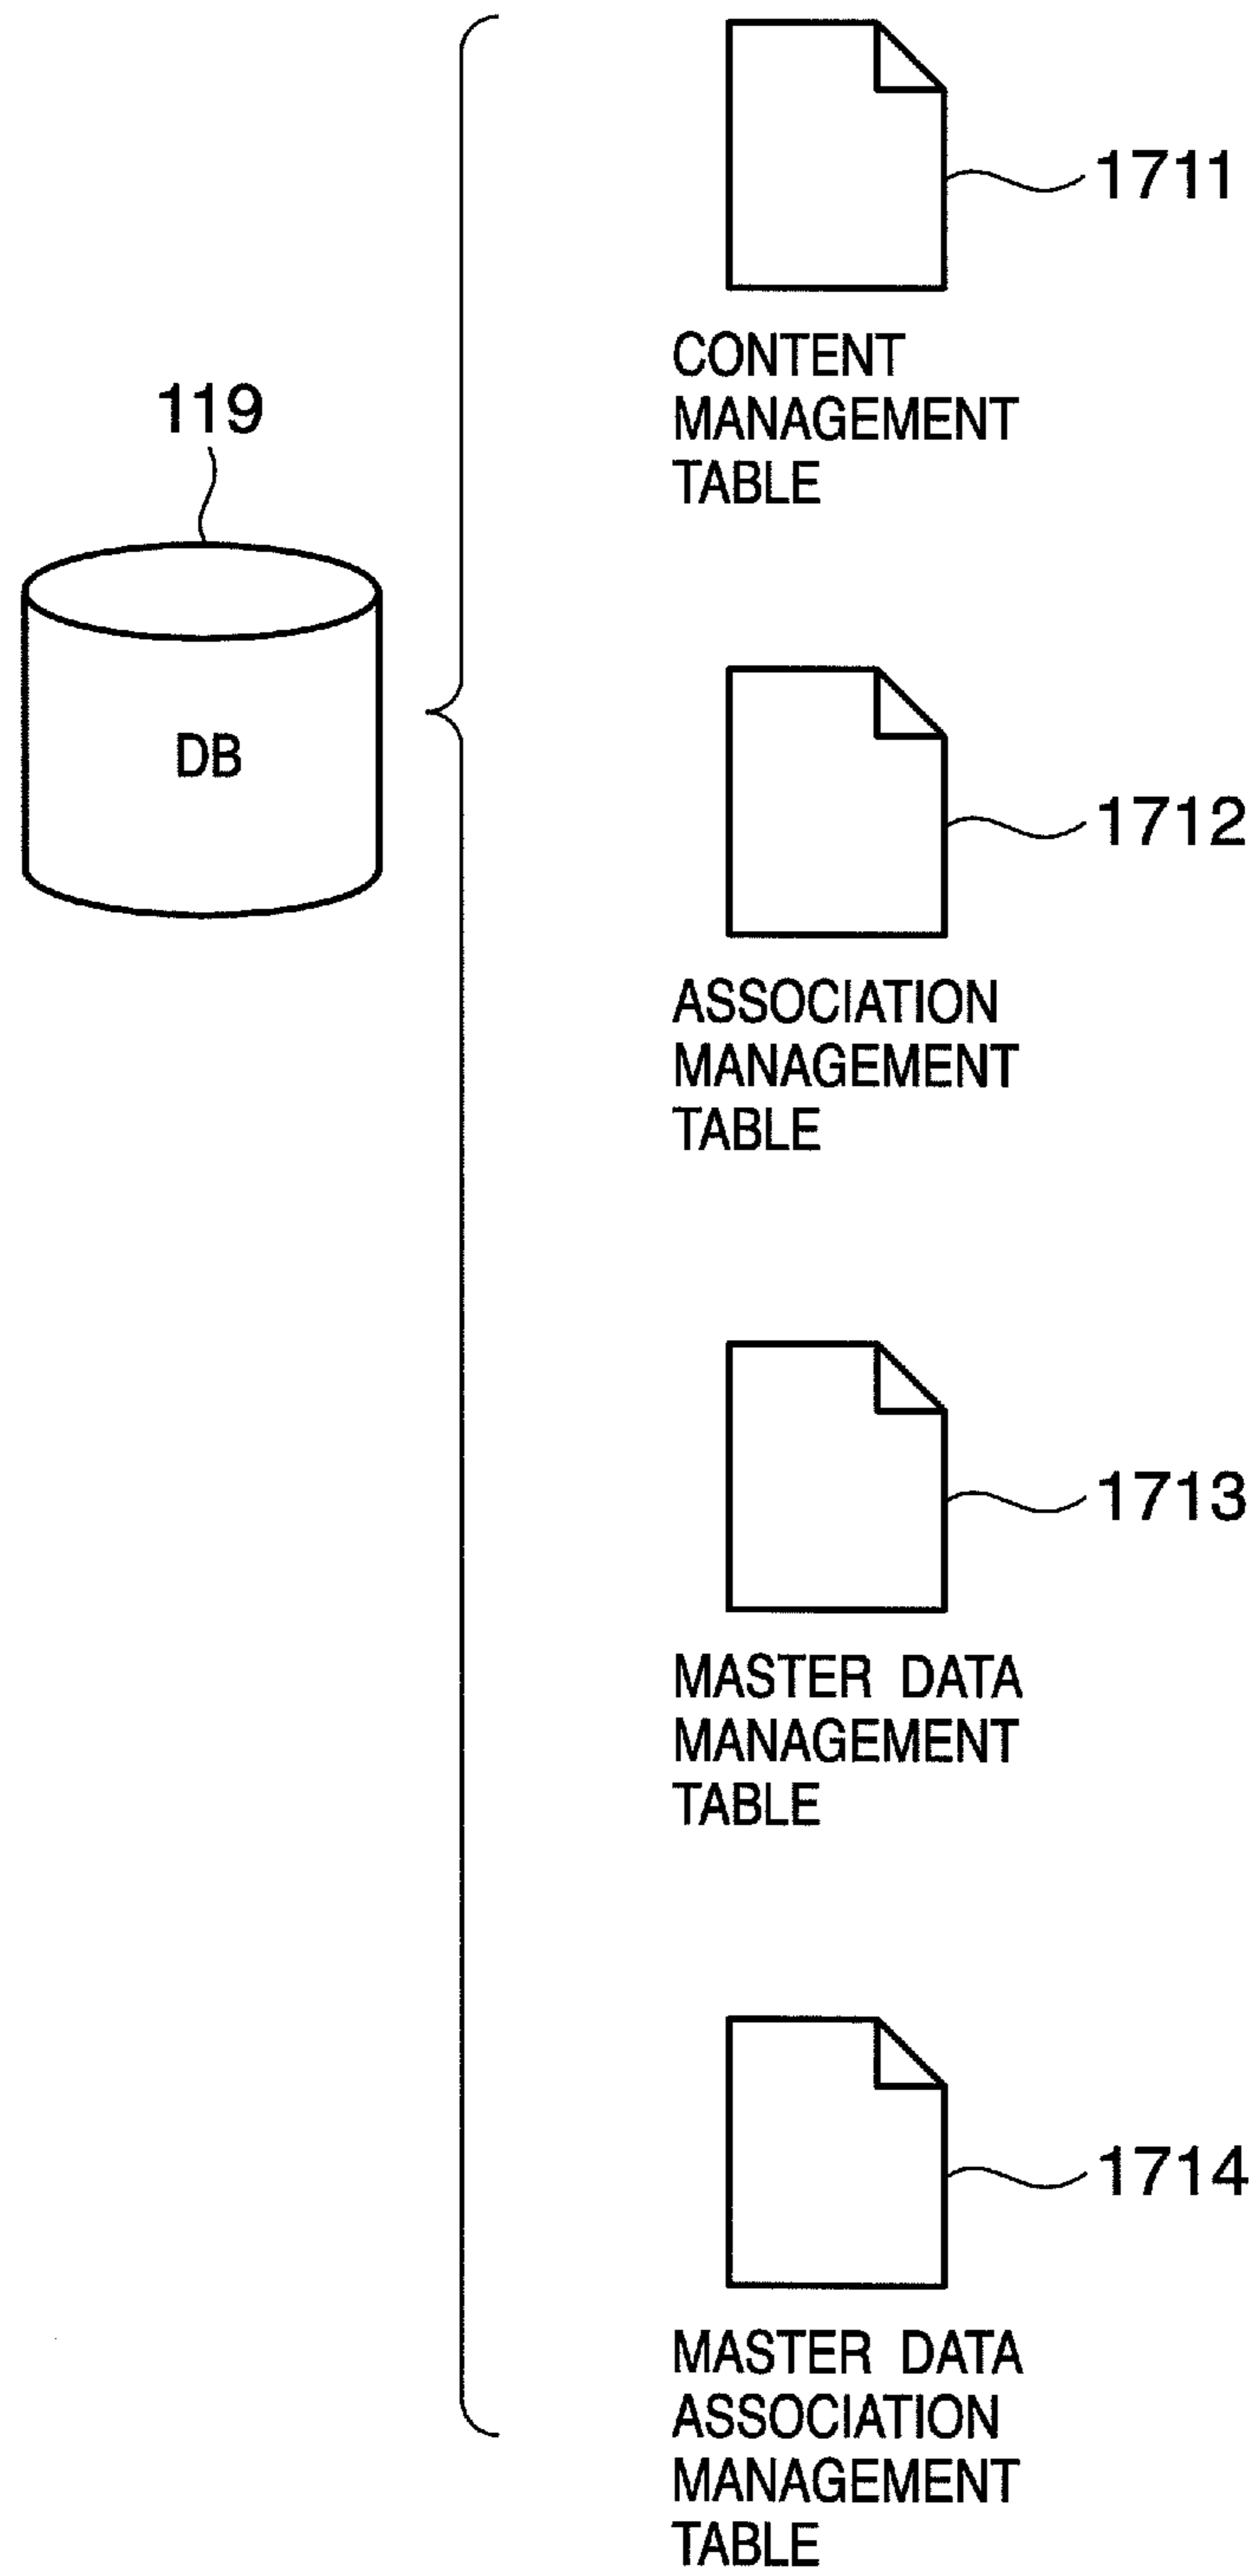 1711
CONTENT
MANAGEMENT
TABLE
119
DB
1712
ASSOCIATION
MANAGEMENT
TABLE
1713
MASTER DATA
MANAGEMENT
TABLE
1714
MASTER DATA
ASSOCIATION
MANAGEMENT
TABLE